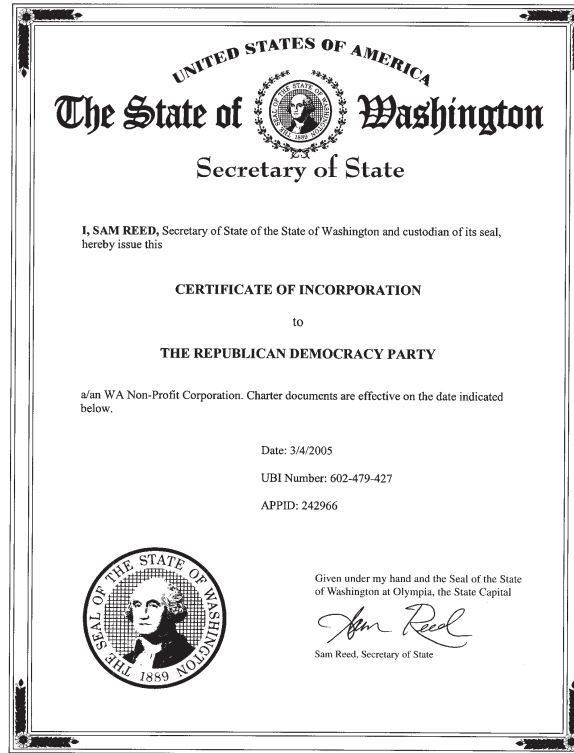 UNITED STATES OF AMERICA
The State of Washington
THE SEAL OF THE STATE OF WASHINGTON
1889
Secretary of State
I, SAM REED, Secretary of State of the State of Washington and custodian of its seal,
hereby issue this
CERTIFICATE OF INCORPORATION
to
THE REPUBLICAN DEMOCRACY PARTY
a/an WA Non-Profit Corporation. Charter documents are effective on the date indicated
below.
Date: 3/4/2005
UBI Number: 602-479-427
APPID: 242966
THE SEAL OF THE STATE OF WASHINGTON
1889
Given under my hand and the Seal of the State
of Washington at Olympia, the State Capital
Sam Reed
Sam Reed, Secretary of State